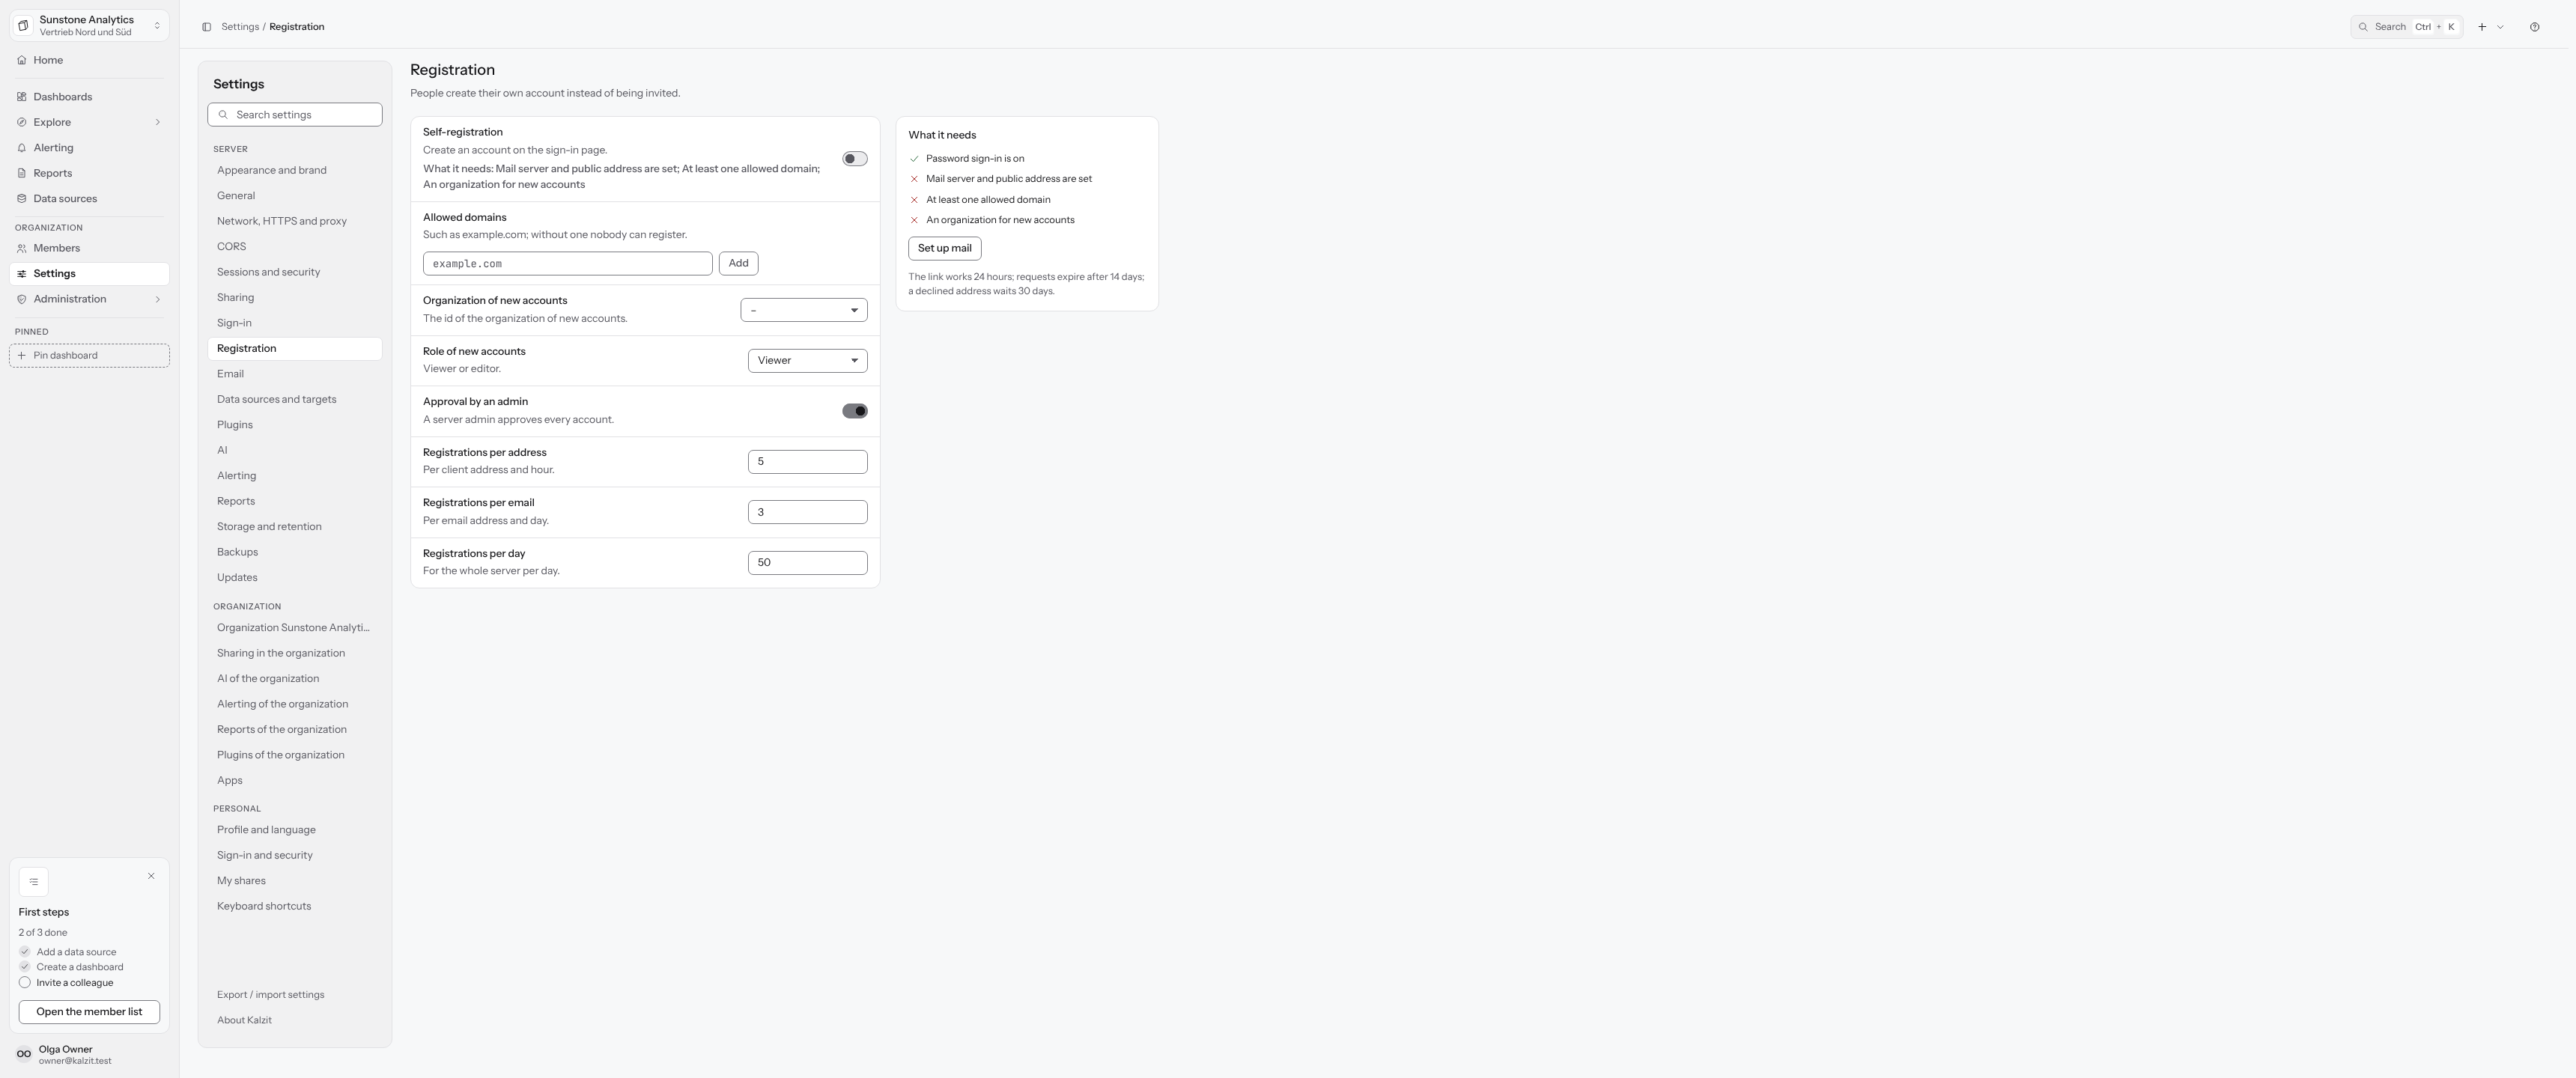 Sunstone Analytics
Vertrieb Nord und Süd
Home
Dashboards
Explore
Alerting
Reports
Data sources
ORGANIZATION
Members
Settings
Administration
PINNED
Pin dashboard
First steps
2 of 3 done
Add a data source
Create a dashboard
Invite a colleague
Open the member list
OO
Olga Owner
owner@kalzit.test
Settings / Registration
Search Ctrl + K
Settings
Search settings
SERVER
Appearance and brand
General
Network, HTTPS and proxy
CORS
Sessions and security
Sharing
Sign-in
Registration
Email
Data sources and targets
Plugins
AI
Alerting
Reports
Storage and retention
Backups
Updates
ORGANIZATION
Organization Sunstone Analyti...
Sharing in the organization
AI of the organization
Alerting of the organization
Reports of the organization
Plugins of the organization
Apps
PERSONAL
Profile and language
Sign-in and security
My shares
Keyboard shortcuts
Export / import settings
About Kalzit
Registration
People create their own account instead of being invited.
Self-registration
Create an account on the sign-in page.
What it needs: Mail server and public address are set; At least one allowed domain;
An organization for new accounts
Allowed domains
Such as example.com; without one nobody can register.
example.com
Add
Organization of new accounts
The id of the organization of new accounts.
–
Role of new accounts
Viewer or editor.
Viewer
Approval by an admin
A server admin approves every account.
Registrations per address
Per client address and hour.
5
Registrations per email
Per email address and day.
3
Registrations per day
For the whole server per day.
50
What it needs
Password sign-in is on
Mail server and public address are set
At least one allowed domain
An organization for new accounts
Set up mail
The link works 24 hours; requests expire after 14 days;
a declined address waits 30 days.